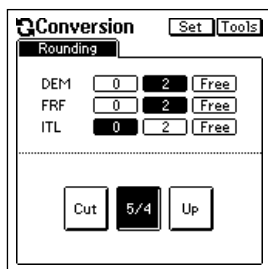 Conversion Set Tools
Rounding
DEM 0 2 Free
FRF 0 2 Free
ITL 0 2 Free
Cut 5/4 Up